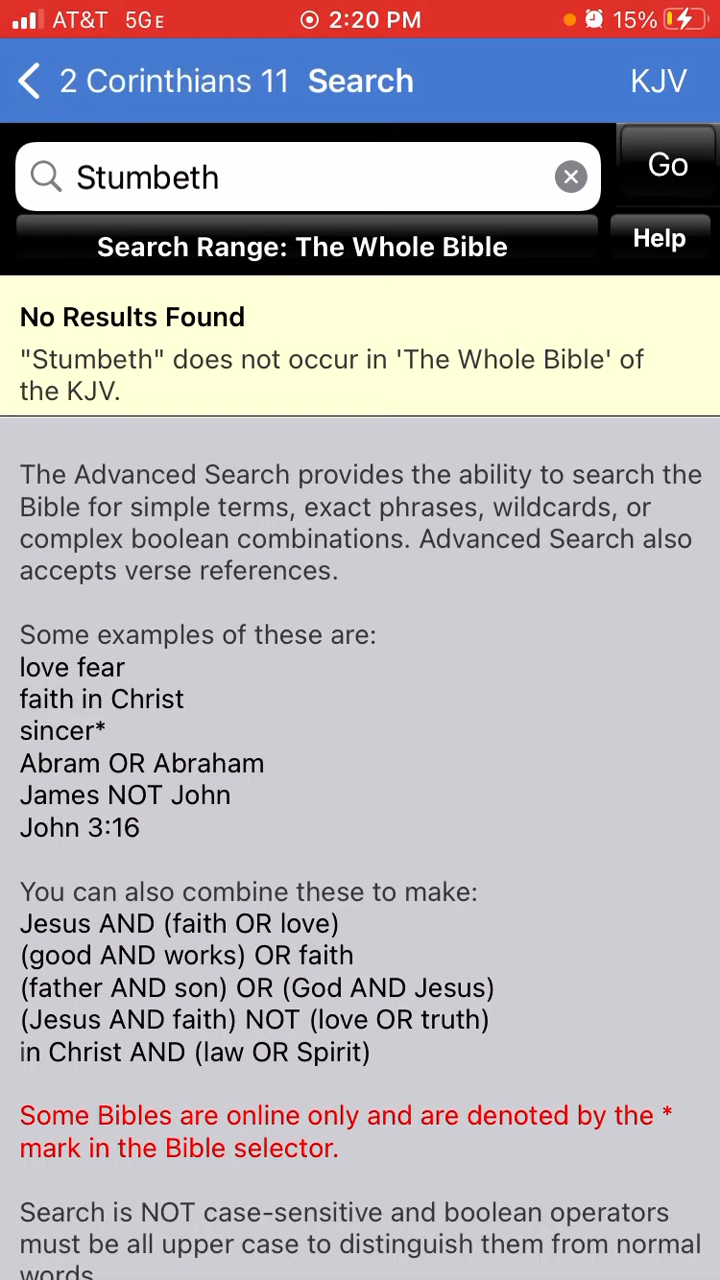 AT&T 5GE 2:20 PM 15%
2 Corinthians 11 Search KJV
Stumbeth Go
Search Range: The Whole Bible Help
No Results Found
"Stumbeth" does not occur in 'The Whole Bible' of
the KJV.
The Advanced Search provides the ability to search the
Bible for simple terms, exact phrases, wildcards, or
complex boolean combinations. Advanced Search also
accepts verse references.
Some examples of these are:
love fear
faith in Christ
sincer*
Abram OR Abraham
James NOT John
John 3:16
You can also combine these to make:
Jesus AND (faith OR love)
(good AND works) OR faith
(father AND son) OR (God AND Jesus)
(Jesus AND faith) NOT (love OR truth)
in Christ AND (law OR Spirit)
Some Bibles are online only and are denoted by the *
mark in the Bible selector.
Search is NOT case-sensitive and boolean operators
must be all upper case to distinguish them from normal
words